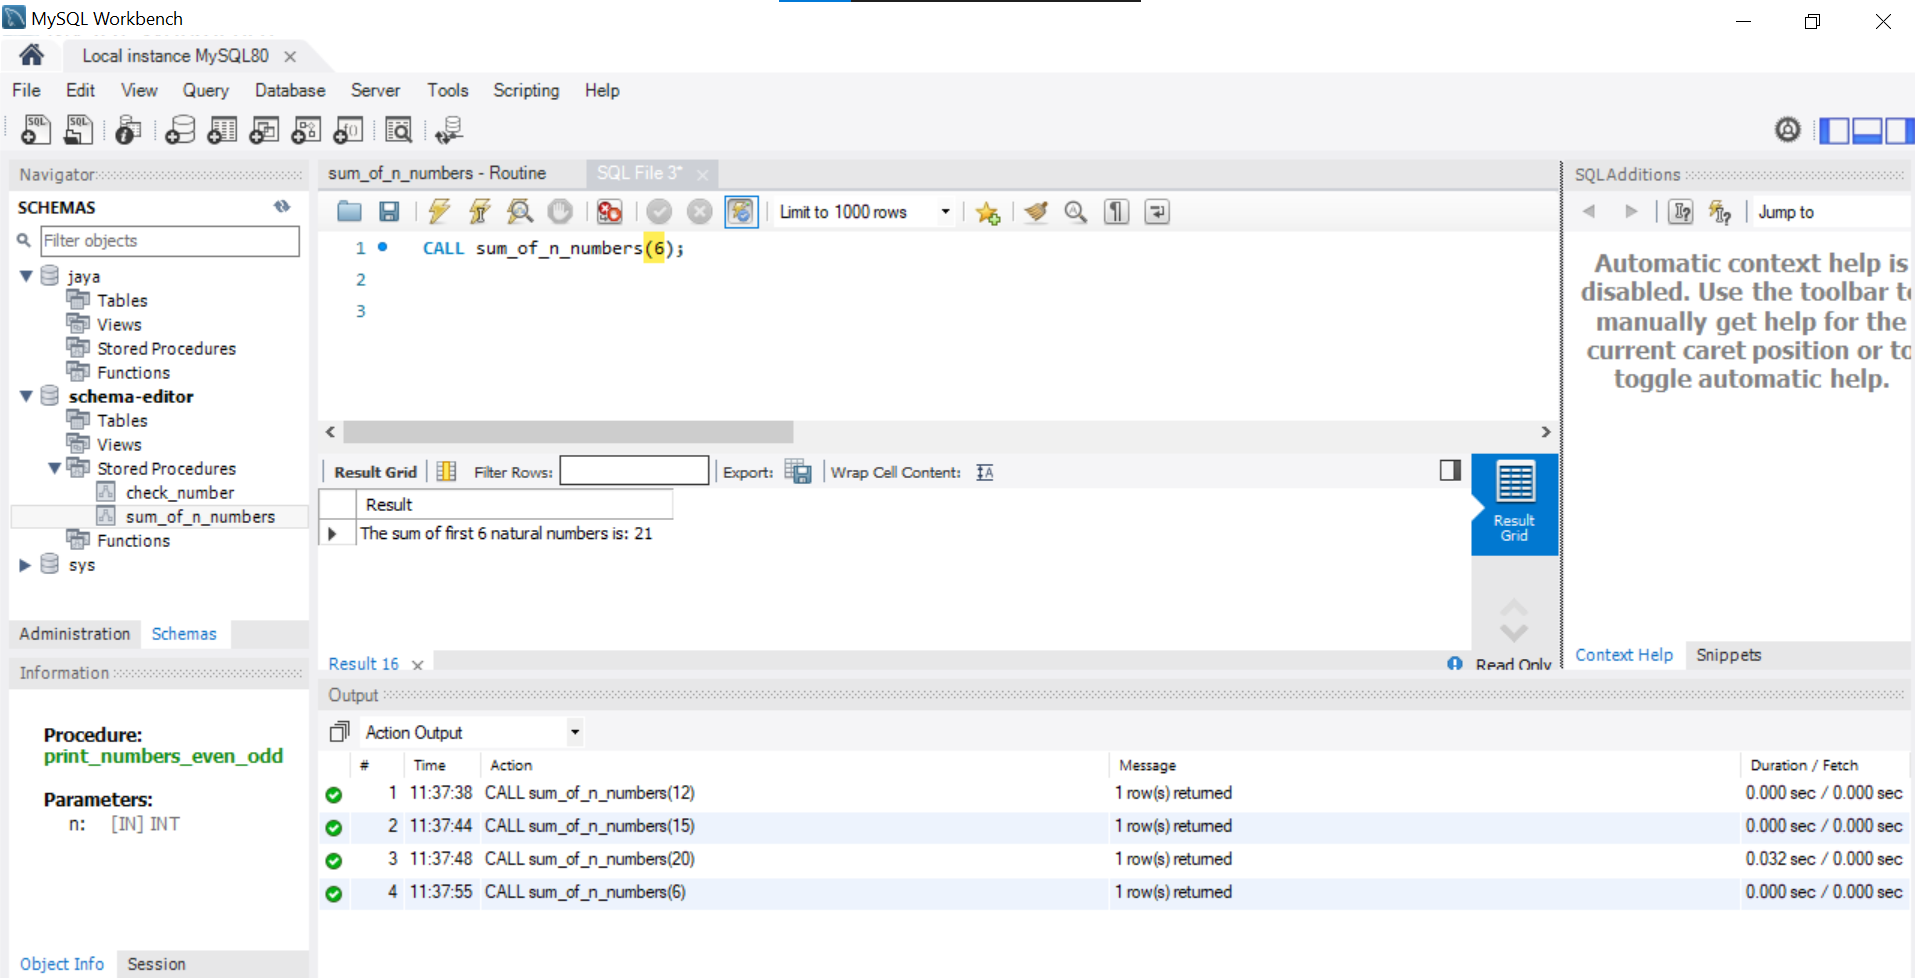 MySQL Workbench
Local instance MySQL80
File Edit View Query Database Server Tools Scripting Help
Navigator
SCHEMAS
Filter objects
jaya
Tables
Views
Stored Procedures
Functions
schema-editor
Tables
Views
Stored Procedures
check_number
sum_of_n_numbers
Functions
sys
Administration Schemas
Information
Procedure:
print_numbers_even_odd
Parameters:
n: [IN] INT
Object Info Session
sum_of_n_numbers - Routine SQL File 3*
Limit to 1000 rows
1 CALL sum_of_n_numbers(6);
2
3
Result Grid Filter Rows: Export: Wrap Cell Content:
Result
The sum of first 6 natural numbers is: 21
Result
Grid
Result 16 Read Only
SQLAdditions
Jump to
Automatic context help is
disabled. Use the toolbar to
manually get help for the
current caret position or to
toggle automatic help.
Context Help Snippets
Output
Action Output
# Time Action Message Duration / Fetch
1 11:37:38 CALL sum_of_n_numbers(12) 1 row(s) returned 0.000 sec / 0.000 sec
2 11:37:44 CALL sum_of_n_numbers(15) 1 row(s) returned 0.000 sec / 0.000 sec
3 11:37:48 CALL sum_of_n_numbers(20) 1 row(s) returned 0.032 sec / 0.000 sec
4 11:37:55 CALL sum_of_n_numbers(6) 1 row(s) returned 0.000 sec / 0.000 sec